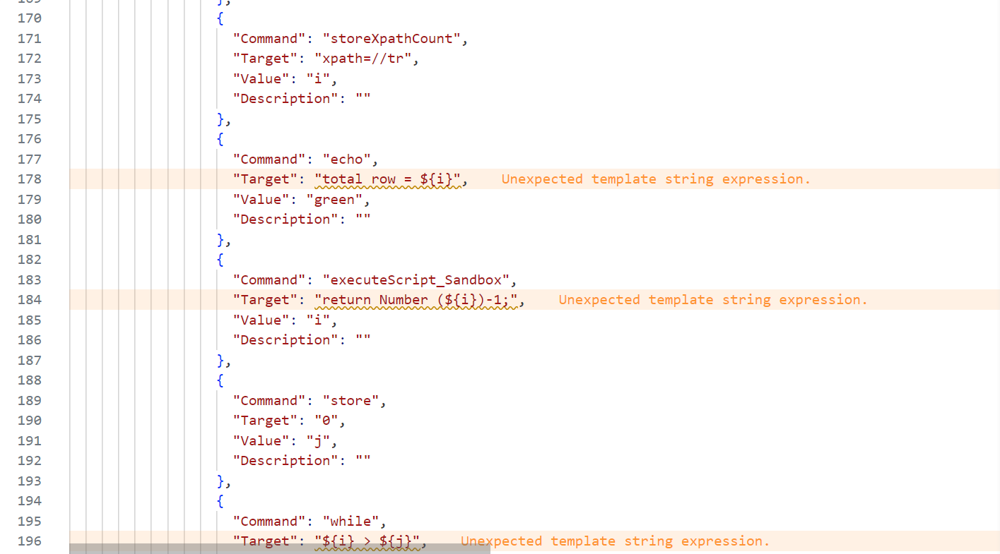 169 },
170 {
171 "Command": "storeXpathCount",
172 "Target": "xpath=//tr",
173 "Value": "i",
174 "Description": ""
175 },
176 {
177 "Command": "echo",
178 "Target": "total row = ${i}", Unexpected template string expression.
179 "Value": "green",
180 "Description": ""
181 },
182 {
183 "Command": "executeScript_Sandbox",
184 "Target": "return Number (${i})-1;", Unexpected template string expression.
185 "Value": "i",
186 "Description": ""
187 },
188 {
189 "Command": "store",
190 "Target": "0",
191 "Value": "j",
192 "Description": ""
193 },
194 {
195 "Command": "while",
196 "Target": "${i} > ${j}", Unexpected template string expression.